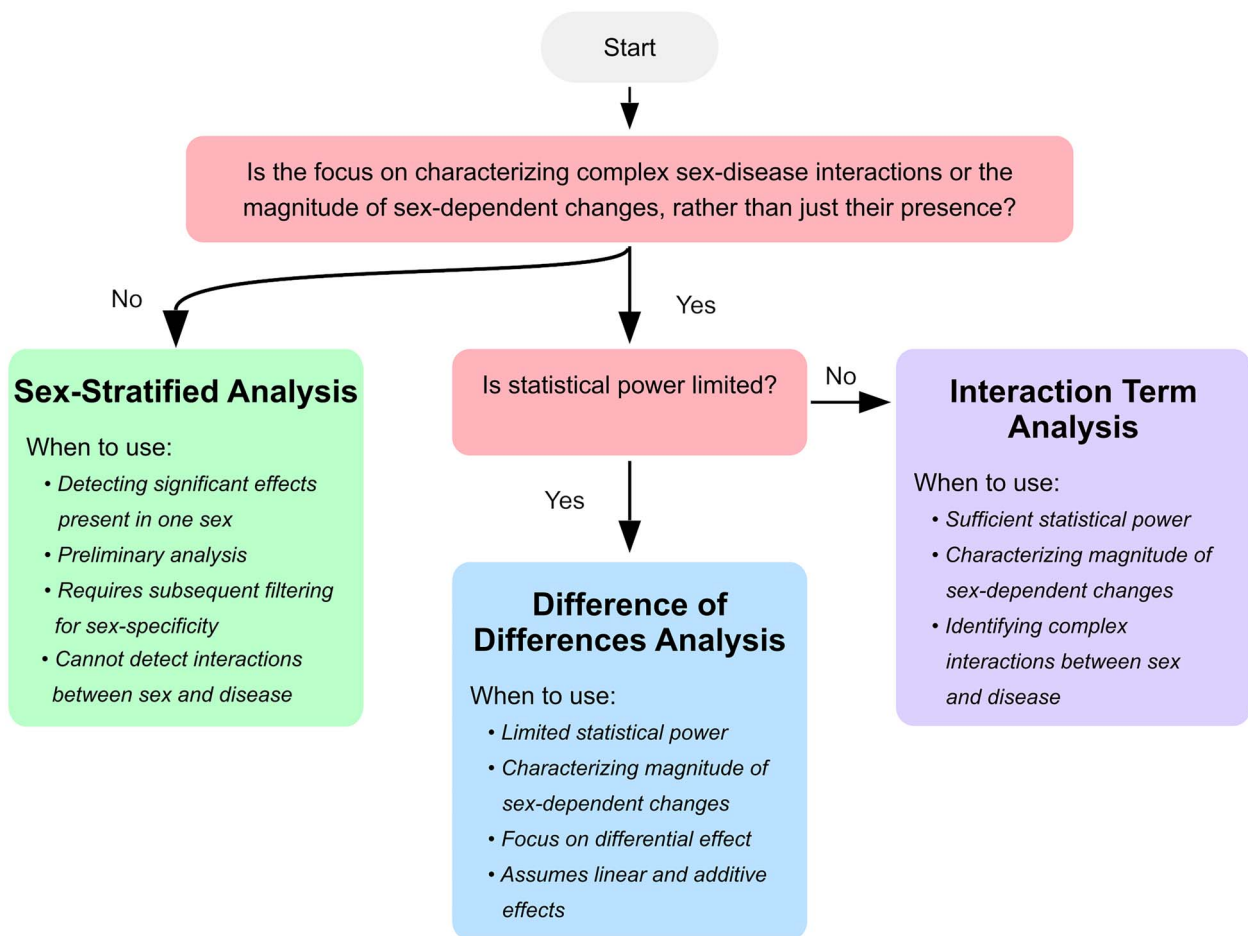 Start
Is the focus on characterizing complex sex-disease interactions or the
magnitude of sex-dependent changes, rather than just their presence?
No
Yes
Sex-Stratified Analysis
When to use:
• Detecting significant effects
present in one sex
• Preliminary analysis
• Requires subsequent filtering
for sex-specificity
• Cannot detect interactions
between sex and disease
Is statistical power limited?
No
Yes
Interaction Term
Analysis
When to use:
• Sufficient statistical power
• Characterizing magnitude of
sex-dependent changes
• Identifying complex
interactions between sex
and disease
Difference of
Differences Analysis
When to use:
• Limited statistical power
• Characterizing magnitude of
sex-dependent changes
• Focus on differential effect
• Assumes linear and additive
effects